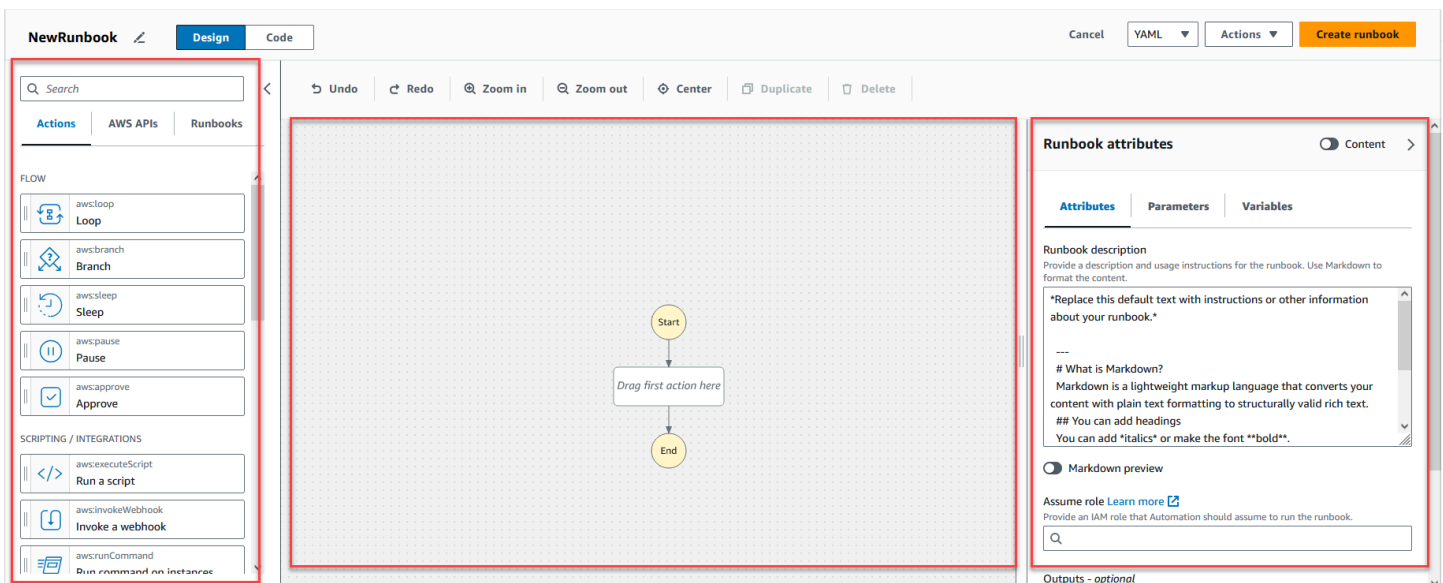 NewRunbook
Design
Code
Cancel
YAML
Actions
Create runbook
Search
Actions
AWS APIs
Runbooks
FLOW
aws:loop
Loop
aws:branch
Branch
aws:sleep
Sleep
aws:pause
Pause
aws:approve
Approve
SCRIPTING / INTEGRATIONS
aws:executeScript
Run a script
aws:invokeWebhook
Invoke a webhook
aws:runCommand
Run command on instances
Undo
Redo
Zoom in
Zoom out
Center
Duplicate
Delete
Start
Drag first action here
End
Runbook attributes
Content
Attributes
Parameters
Variables
Runbook description
Provide a description and usage instructions for the runbook. Use Markdown to
format the content.
*Replace this default text with instructions or other information
about your runbook.*
---
# What is Markdown?
Markdown is a lightweight markup language that converts your
content with plain text formatting to structurally valid rich text.
## You can add headings
You can add *italics* or make the font **bold**.
Markdown preview
Assume role Learn more
Provide an IAM role that Automation should assume to run the runbook.
Outputs - optional